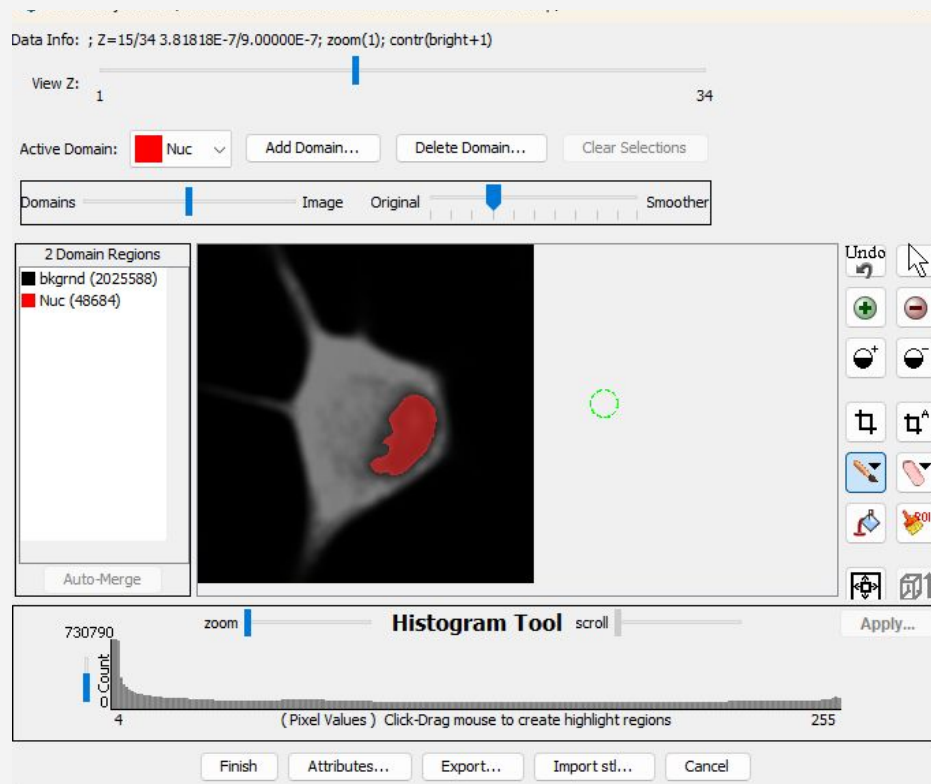 Data Info: ; Z=15/34 3.81818E-7/9.00000E-7; zoom(1); contr(bright+1)
View Z:
1 34
Active Domain: Nuc Add Domain... Delete Domain... Clear Selections
Domains Image Original Smoother
2 Domain Regions
bkgrnd (2025588)
Nuc (48684)
Auto-Merge
Undo
A
ROI
730790 zoom Histogram Tool scroll Apply...
0 Count
4 ( Pixel Values ) Click-Drag mouse to create highlight regions 255
Finish Attributes... Export... Import stl... Cancel